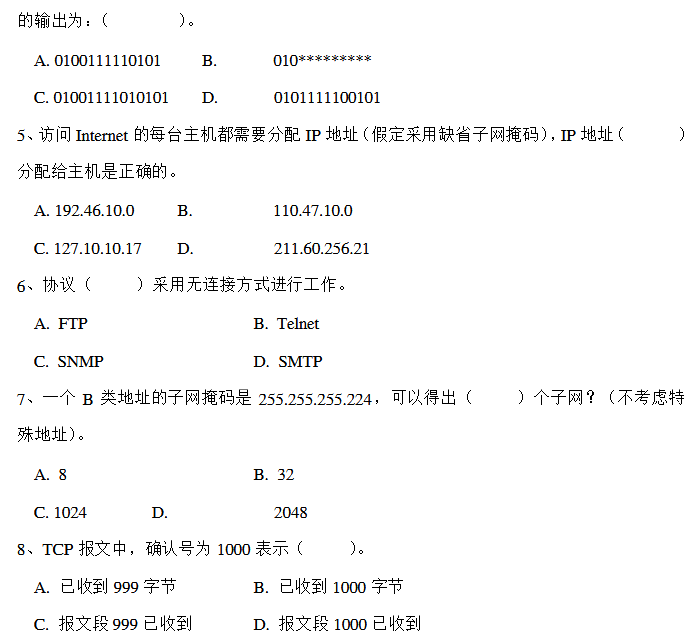 的输出为：（　　　）。
A. 0100111110101 B. 010*********
C. 01001111010101 D. 0101111100101
5、访问 Internet 的每台主机都需要分配 IP 地址（假定采用缺省子网掩码），IP 地址（　　　）
分配给主机是正确的。
A. 192.46.10.0 B. 110.47.10.0
C. 127.10.10.17 D. 211.60.256.21
6、协议（　　　）采用无连接方式进行工作。
A. FTP B. Telnet
C. SNMP D. SMTP
7、一个 B 类地址的子网掩码是 255.255.255.224，可以得出（　　　）个子网？（不考虑特
殊地址）。
A. 8 B. 32
C. 1024 D. 2048
8、TCP 报文中，确认号为 1000 表示（　　　）。
A. 已收到 999 字节 B. 已收到 1000 字节
C. 报文段 999 已收到 D. 报文段 1000 已收到